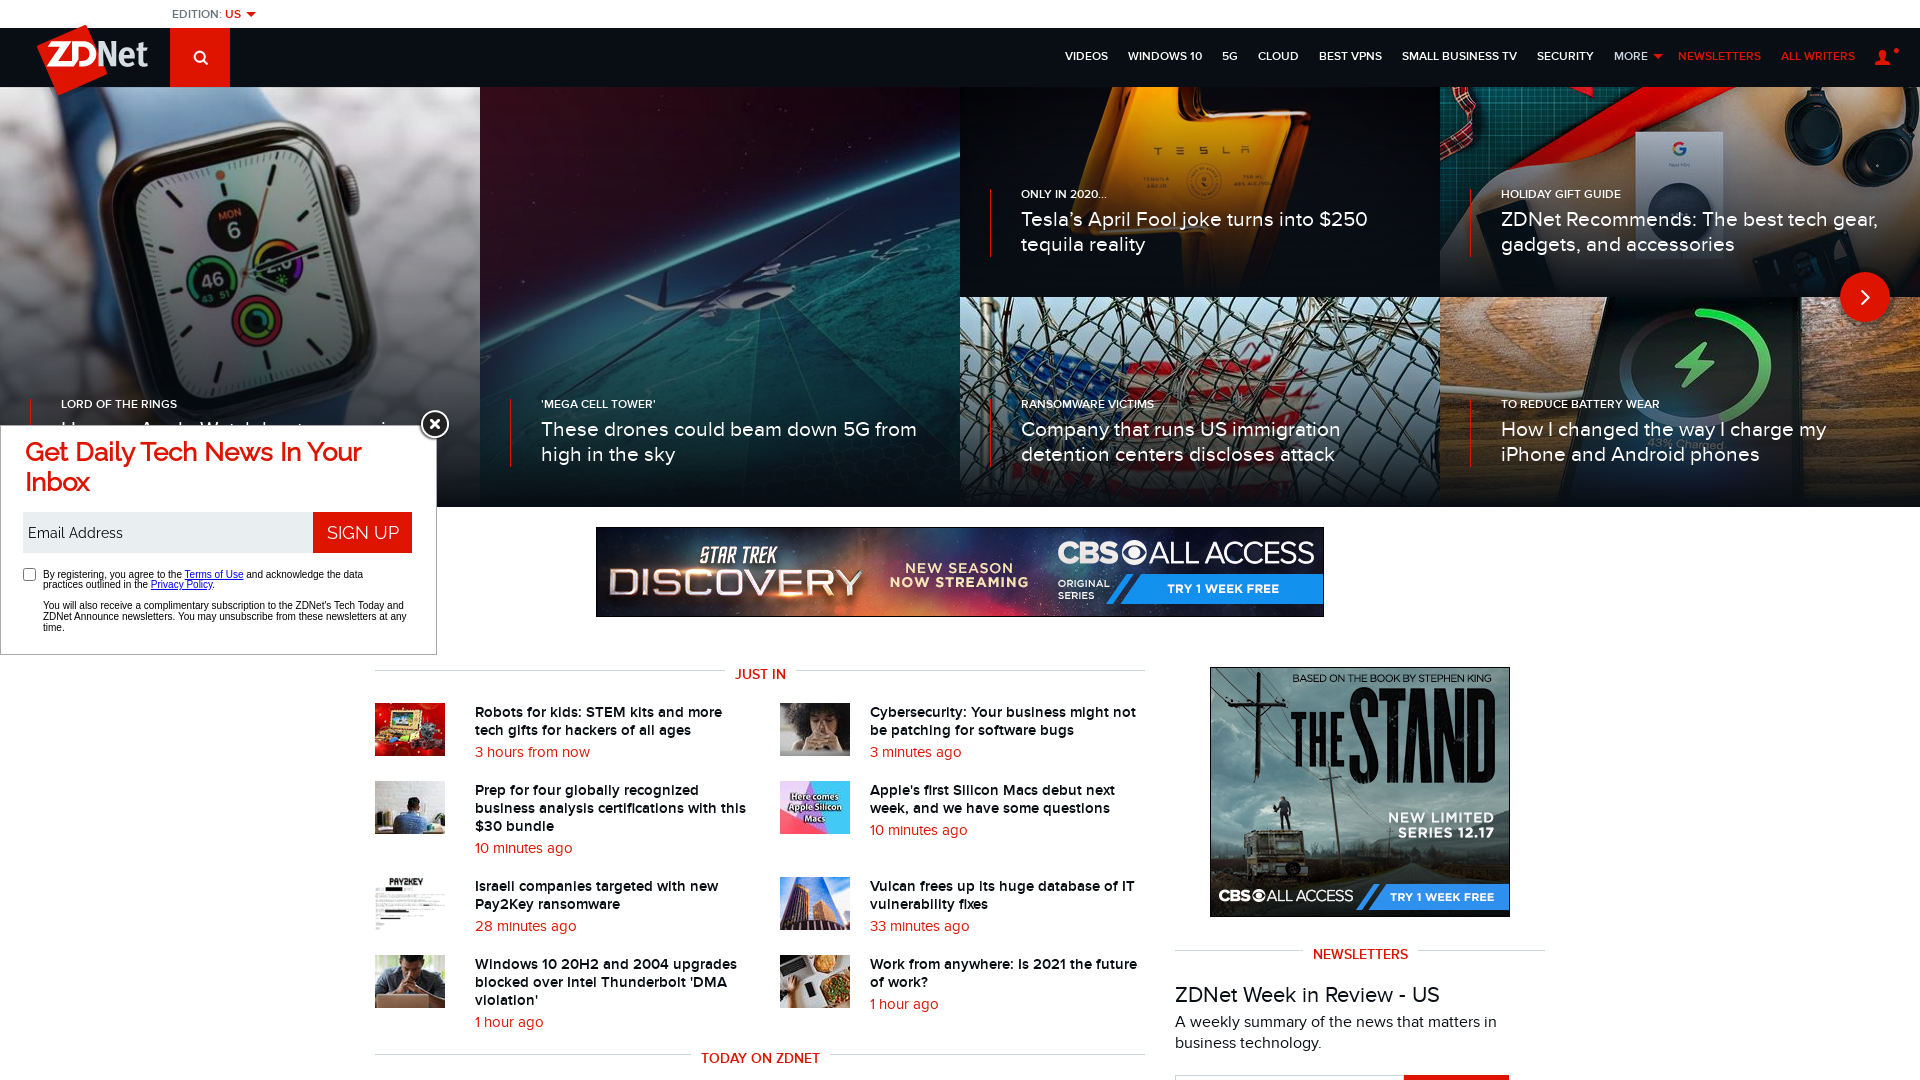 EDITION: US
ZDNet
VIDEOS WINDOWS 10 5G CLOUD BEST VPNS SMALL BUSINESS TV SECURITY MORE NEWSLETTERS ALL WRITERS
MON
6
46
43 51
2.0
LORD OF THE RINGS
'MEGA CELL TOWER'
These drones could beam down 5G from
high in the sky
TESLA
ONLY IN 2020...
Tesla’s April Fool joke turns into $250
tequila reality
HOLIDAY GIFT GUIDE
ZDNet Recommends: The best tech gear,
gadgets, and accessories
RANSOMWARE VICTIMS
Company that runs US immigration
detention centers discloses attack
TO REDUCE BATTERY WEAR
43% Charged
How I changed the way I charge my
iPhone and Android phones
Get Daily Tech News In Your
Inbox
Email Address
SIGN UP
By registering, you agree to the Terms of Use and acknowledge the data
practices outlined in the Privacy Policy.
You will also receive a complimentary subscription to the ZDNet's Tech Today and
ZDNet Announce newsletters. You may unsubscribe from these newsletters at any
time.
STAR TREK
DISCOVERY
NEW SEASON
NOW STREAMING
CBS ALL ACCESS
ORIGINAL
SERIES
TRY 1 WEEK FREE
JUST IN
Robots for kids: STEM kits and more
tech gifts for hackers of all ages
3 hours from now
Cybersecurity: Your business might not
be patching for software bugs
3 minutes ago
Prep for four globally recognized
business analysis certifications with this
$30 bundle
10 minutes ago
Here comes
Apple Silicon
Macs
Apple's first Silicon Macs debut next
week, and we have some questions
10 minutes ago
PAY2KEY
Israeli companies targeted with new
Pay2Key ransomware
28 minutes ago
Vulcan frees up its huge database of IT
vulnerability fixes
33 minutes ago
Windows 10 20H2 and 2004 upgrades
blocked over Intel Thunderbolt 'DMA
violation'
1 hour ago
Work from anywhere: Is 2021 the future
of work?
1 hour ago
TODAY ON ZDNET
BASED ON THE BOOK BY STEPHEN KING
THE STAND
NEW LIMITED
SERIES 12.17
CBS ALL ACCESS
TRY 1 WEEK FREE
NEWSLETTERS
ZDNet Week in Review - US
A weekly summary of the news that matters in
business technology.